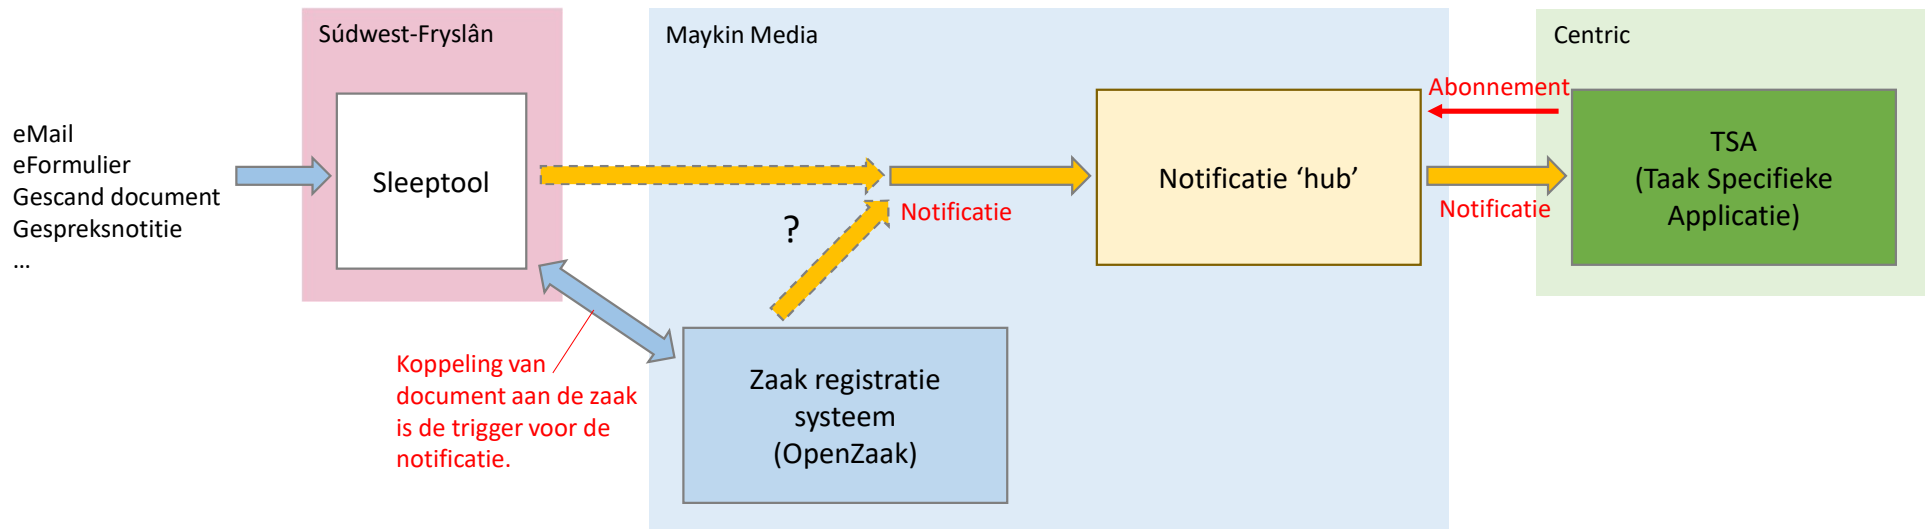 Súdwest-Fryslân
Maykin Media
Centric
eMail
eFormulier
Gescand document
Gespreksnotitie
...
Sleeptool
?
Notificatie
Notificatie ‘hub’
Abonnement
Notificatie
TSA
(Taak Specifieke
Applicatie)
Koppeling van
document aan de zaak
is de trigger voor de
notificatie.
Zaak registratie
systeem
(OpenZaak)